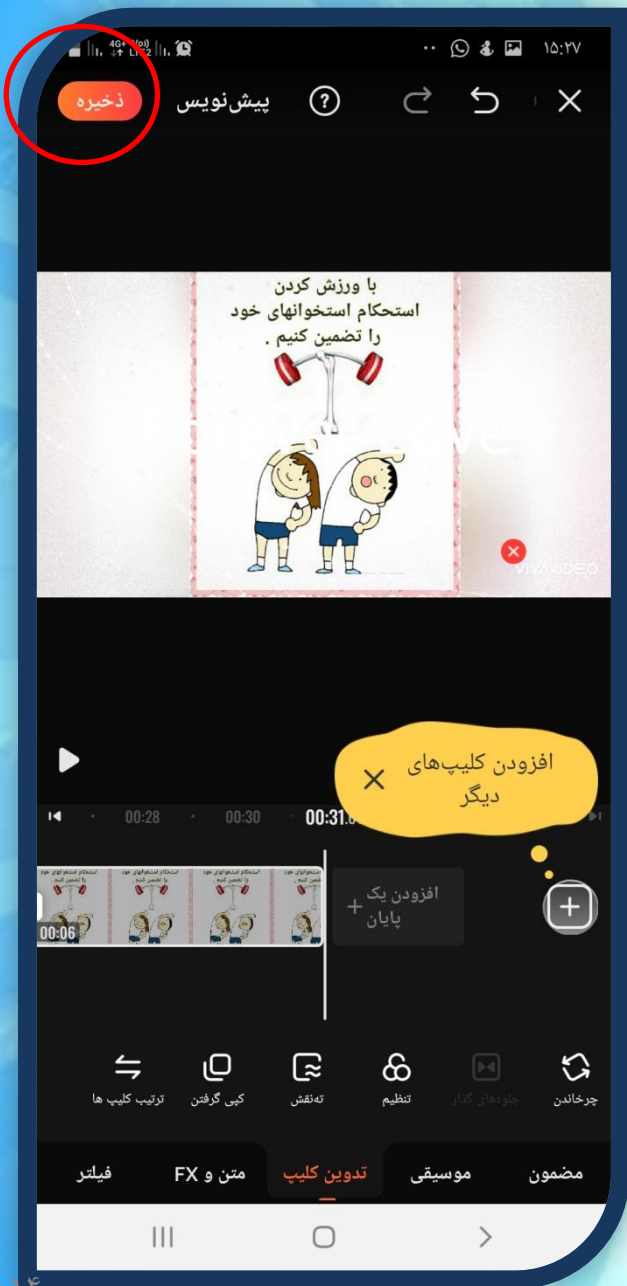 ۱۵:۲۷
ذخیره
پیش‌نویس
با ورزش کردن
استحکام استخوانهای خود
را تضمین کنیم .
VIVAVIDEO
افزودن کلیپ‌های
دیگر
00:28
00:30
00:31
افزودن یک
پایان
00:06
چرخاندن
جلوه‌های گذار
تنظیم
ته‌نقش
کپی گرفتن
ترتیب کلیپ ها
مضمون
موسیقی
تدوین کلیپ
متن و FX
فیلتر